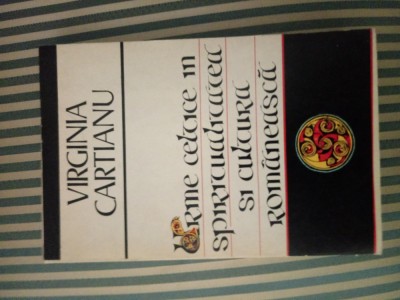 VIRGINIA
CARTIANU
Urme celtice în
spiritualitatea
și cultura
românească